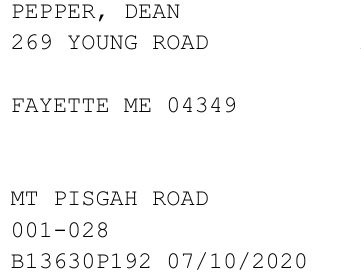 PEPPER, DEAN
269 YOUNG ROAD
FAYETTE ME 04349
MT PISGAH ROAD
001-028
B13630P192 07/10/2020